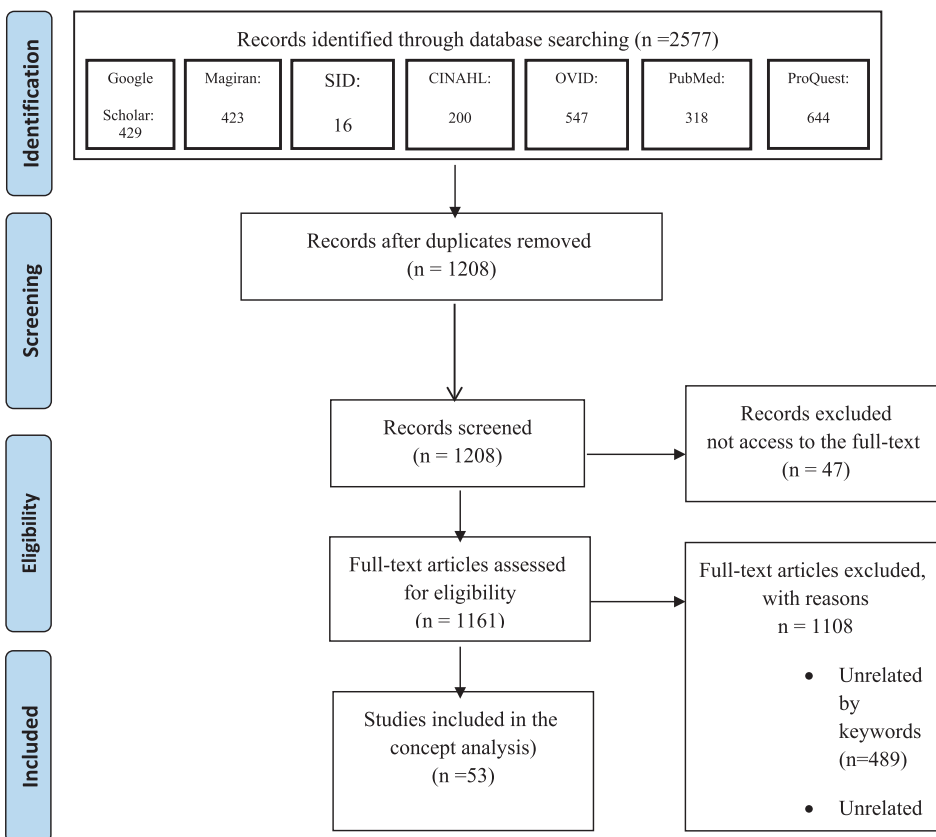 Identification
Records identified through database searching (n =2577)
Google
Scholar:
429
Magiran:
423
SID:
16
CINAHL:
200
OVID:
547
PubMed:
318
ProQuest:
644
Screening
Records after duplicates removed
(n = 1208)
Records screened
(n = 1208)
Records excluded
not access to the full-text
(n = 47)
Eligibility
Full-text articles assessed
for eligibility
(n = 1161)
Full-text articles excluded,
with reasons
n = 1108
• Unrelated
by
keywords
(n=489)
• Unrelated
Included
Studies included in the
concept analysis)
(n =53)